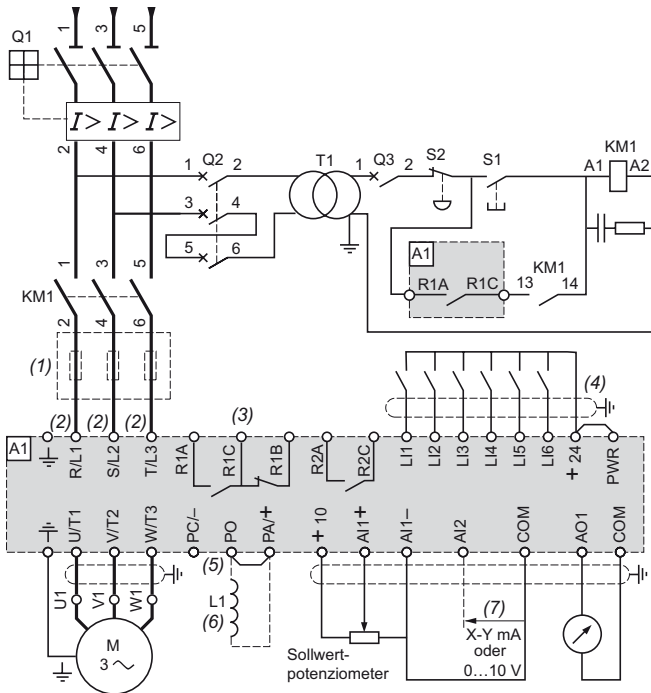 1 3 5
Q1
I> I> I>
2 4 6
1 Q2 2 T1 1 Q3 2 S2 S1 KM1
A1 A2
3 4
5 6
A1
R1A R1C 13 KM1 14
1 3 5
KM1
2 4 6
(1)
(2) (2) (2) (3) (4)
A1
R/L1 S/L2 T/L3 R1A R1C R1B R2A R2C LI1 LI2 LI3 LI4 LI5 LI6 +24 PWR
U/T1 V/T2 W/T3 PC/– PO PA/+ +10 AI1+ AI1– AI2 COM AO1 COM
(5)
U1 V1 W1
L1
(6)
(7)
M
3 ~
X-Y mA
oder
0…10 V
Sollwert-
potenziometer